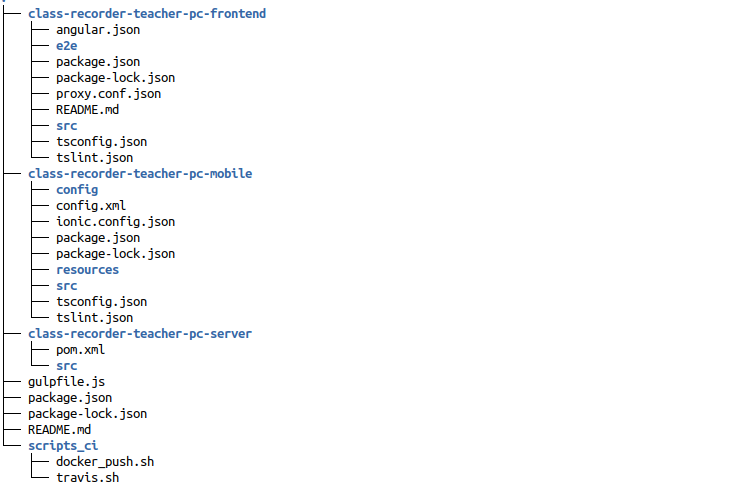 class-recorder-teacher-pc-frontend
angular.json
e2e
package.json
package-lock.json
proxy.conf.json
README.md
src
tsconfig.json
tslint.json
class-recorder-teacher-pc-mobile
config
config.xml
ionic.config.json
package.json
package-lock.json
resources
src
tsconfig.json
tslint.json
class-recorder-teacher-pc-server
pom.xml
src
gulpfile.js
package.json
package-lock.json
README.md
scripts_ci
docker_push.sh
travis.sh